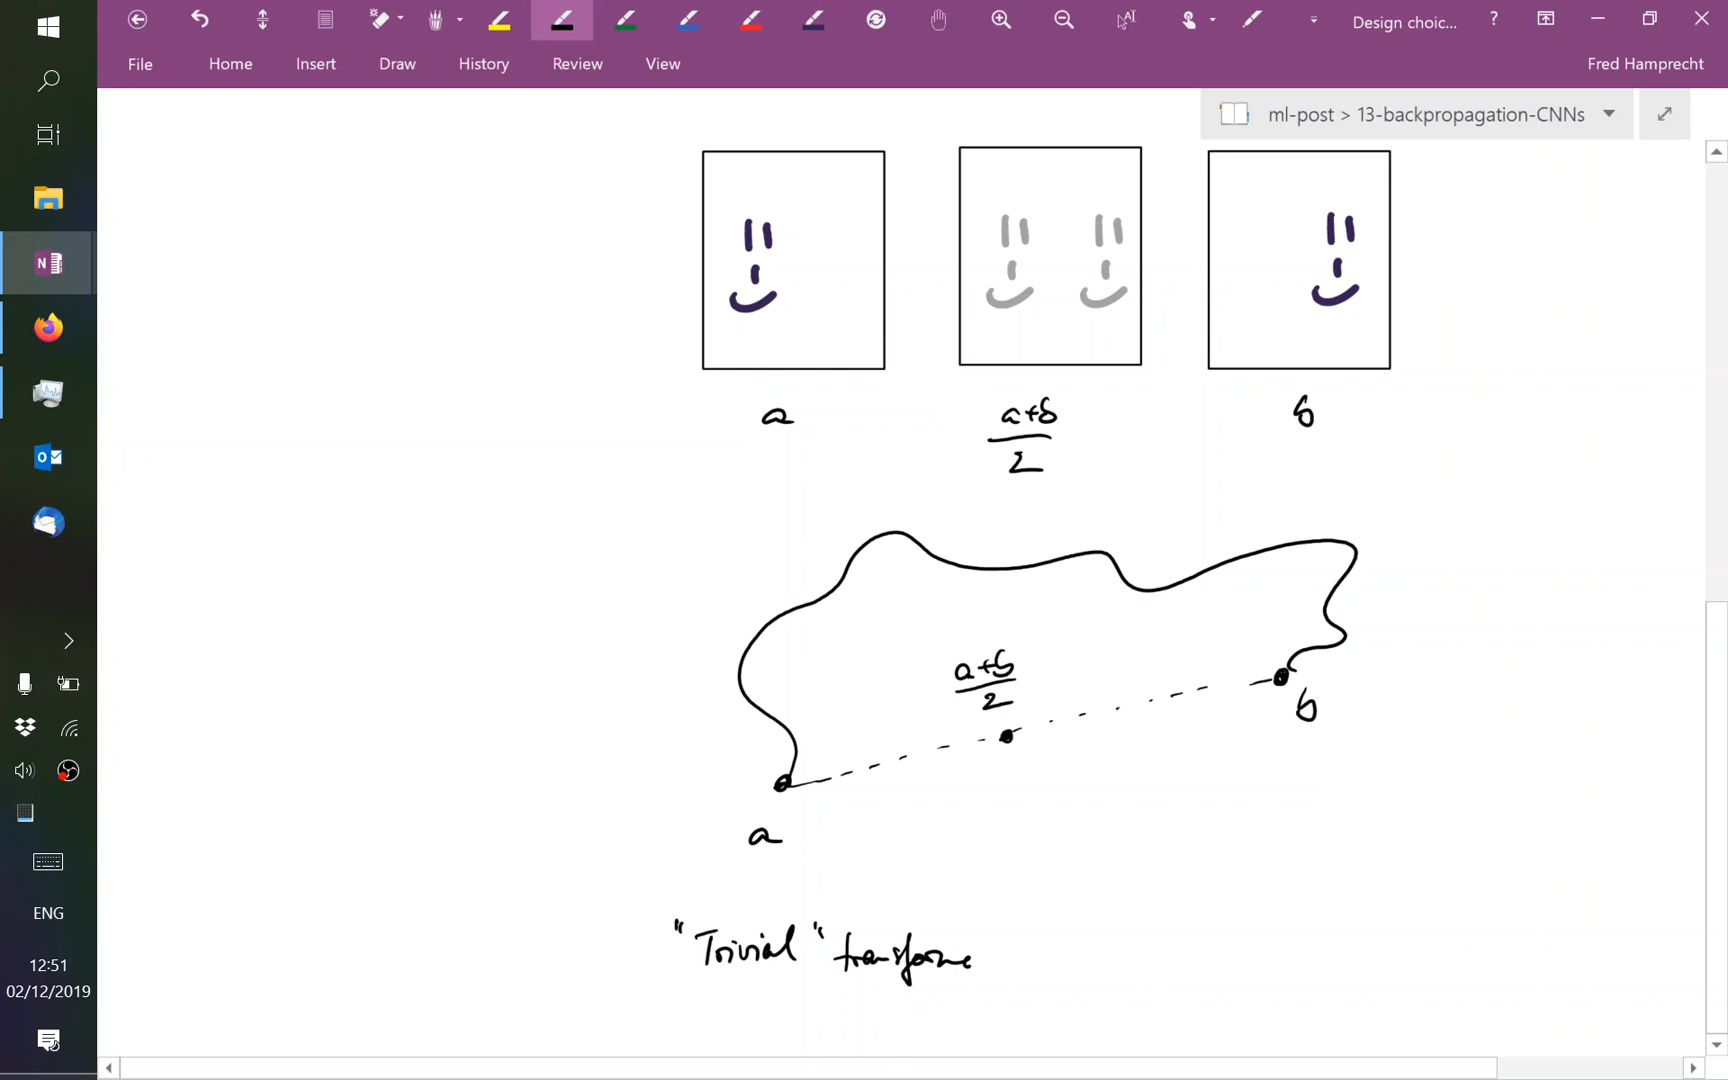 Design choic...
?
File Home Insert Draw History Review View
Fred Hamprecht
ml-post > 13-backpropagation-CNNs
a
a+b
2
b
a+b
2
b
a
"Trivial" transforme
ENG
12:51
02/12/2019